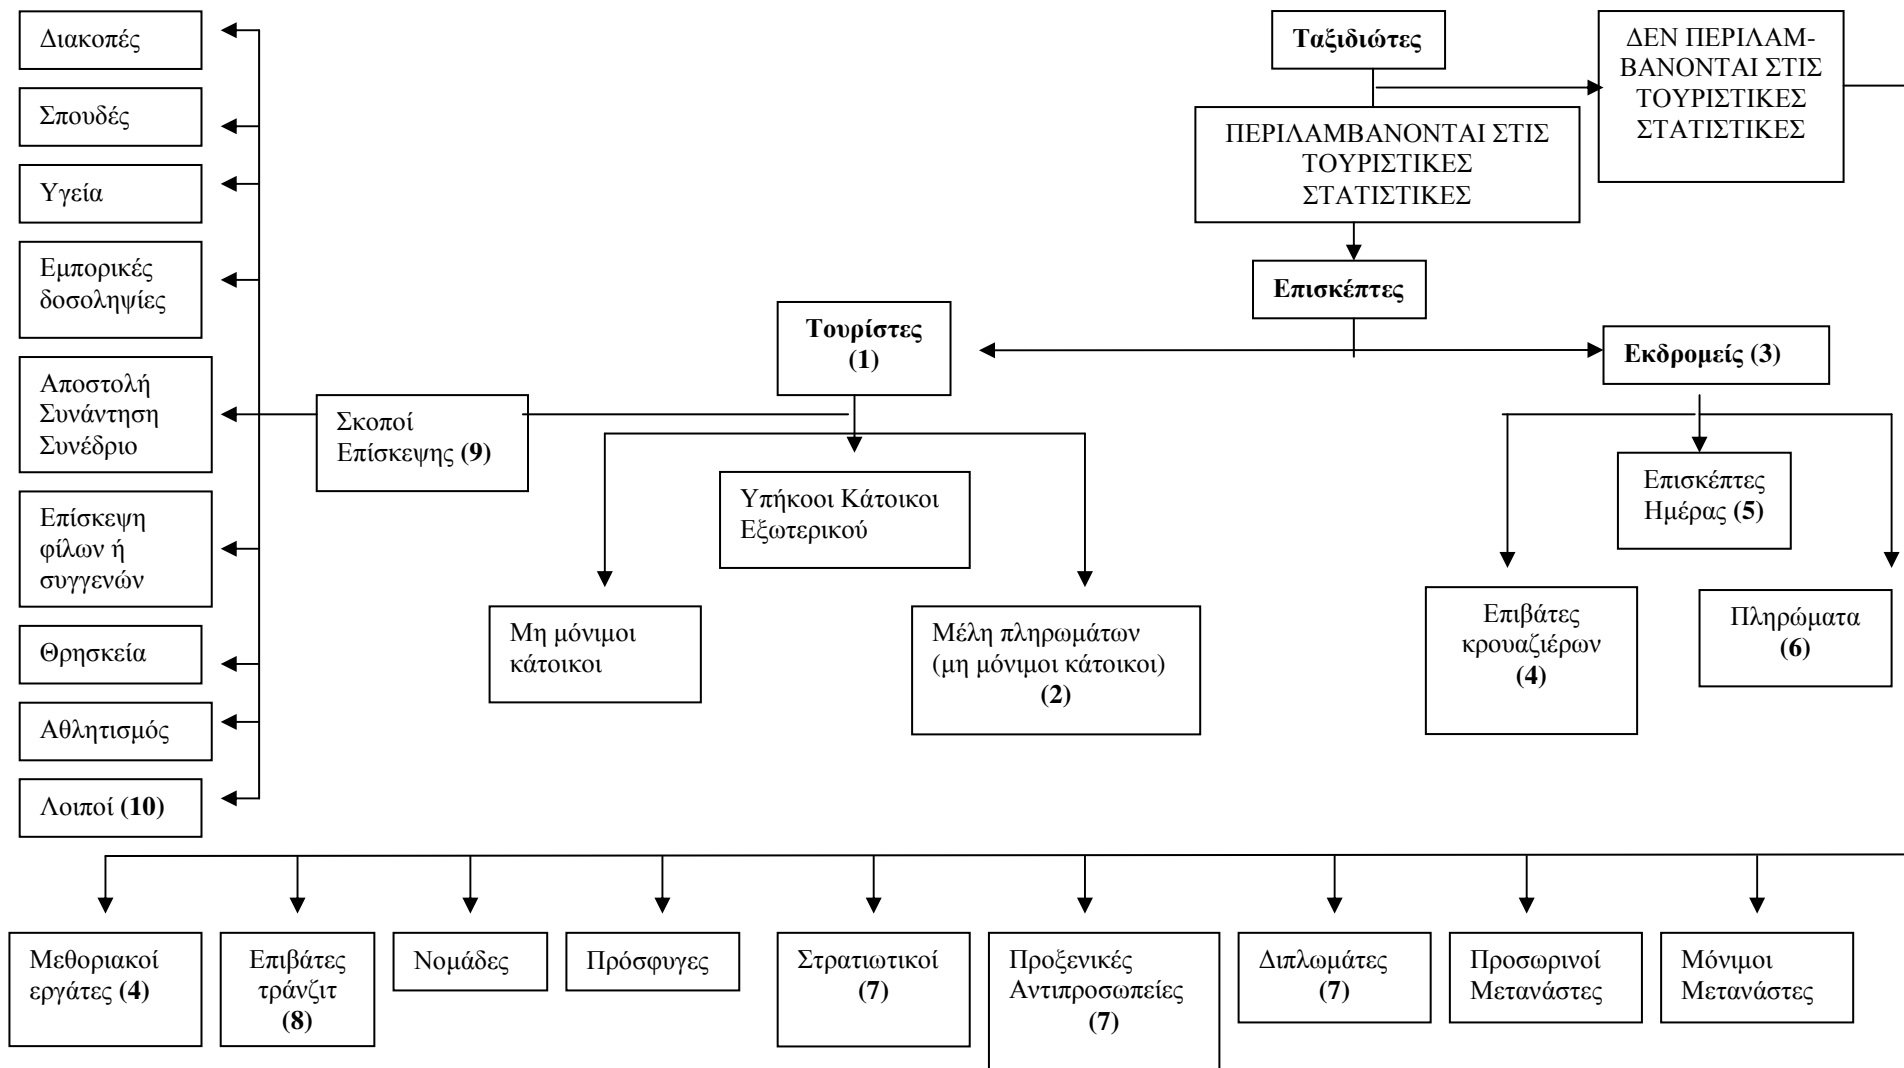 Ταξιδιώτες
ΔΕΝ ΠΕΡΙΛΑΜ-
ΒΑΝΟΝΤΑΙ ΣΤΙΣ
ΤΟΥΡΙΣΤΙΚΕΣ
ΣΤΑΤΙΣΤΙΚΕΣ
ΠΕΡΙΛΑΜΒΑΝΟΝΤΑΙ ΣΤΙΣ
ΤΟΥΡΙΣΤΙΚΕΣ
ΣΤΑΤΙΣΤΙΚΕΣ
Επισκέπτες
Τουρίστες
(1)
Εκδρομείς (3)
Σκοποί
Επίσκεψης (9)
Διακοπές
Σπουδές
Υγεία
Εμπορικές
δοσοληψίες
Αποστολή
Συνάντηση
Συνέδριο
Επίσκεψη
φίλων ή
συγγενών
Θρησκεία
Αθλητισμός
Λοιποί (10)
Μη μόνιμοι
κάτοικοι
Υπήκοοι Κάτοικοι
Εξωτερικού
Μέλη πληρωμάτων
(μη μόνιμοι κάτοικοι)
(2)
Επιβάτες
κρουαζιέρων
(4)
Επισκέπτες
Ημέρας (5)
Πληρώματα
(6)
Μεθοριακοί
εργάτες (4)
Επιβάτες
τράνζιτ
(8)
Νομάδες
Πρόσφυγες
Στρατιωτικοί
(7)
Προξενικές
Αντιπροσωπείες
(7)
Διπλωμάτες
(7)
Προσωρινοί
Μετανάστες
Μόνιμοι
Μετανάστες